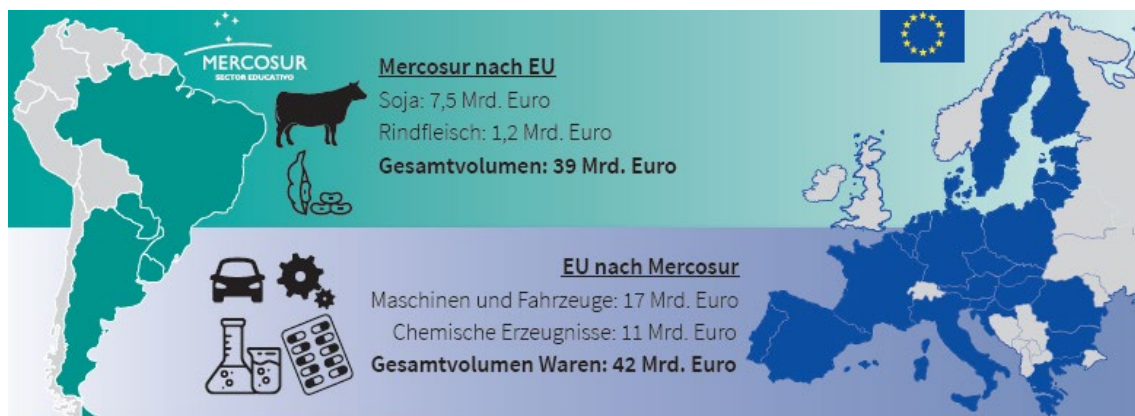 MERCOSUR
SECTOR EDUCATIVO
Mercosur nach EU
Soja: 7,5 Mrd. Euro
Rindfleisch: 1,2 Mrd. Euro
Gesamtvolumen: 39 Mrd. Euro
EU nach Mercosur
Maschinen und Fahrzeuge: 17 Mrd. Euro
Chemische Erzeugnisse: 11 Mrd. Euro
Gesamtvolumen Waren: 42 Mrd. Euro